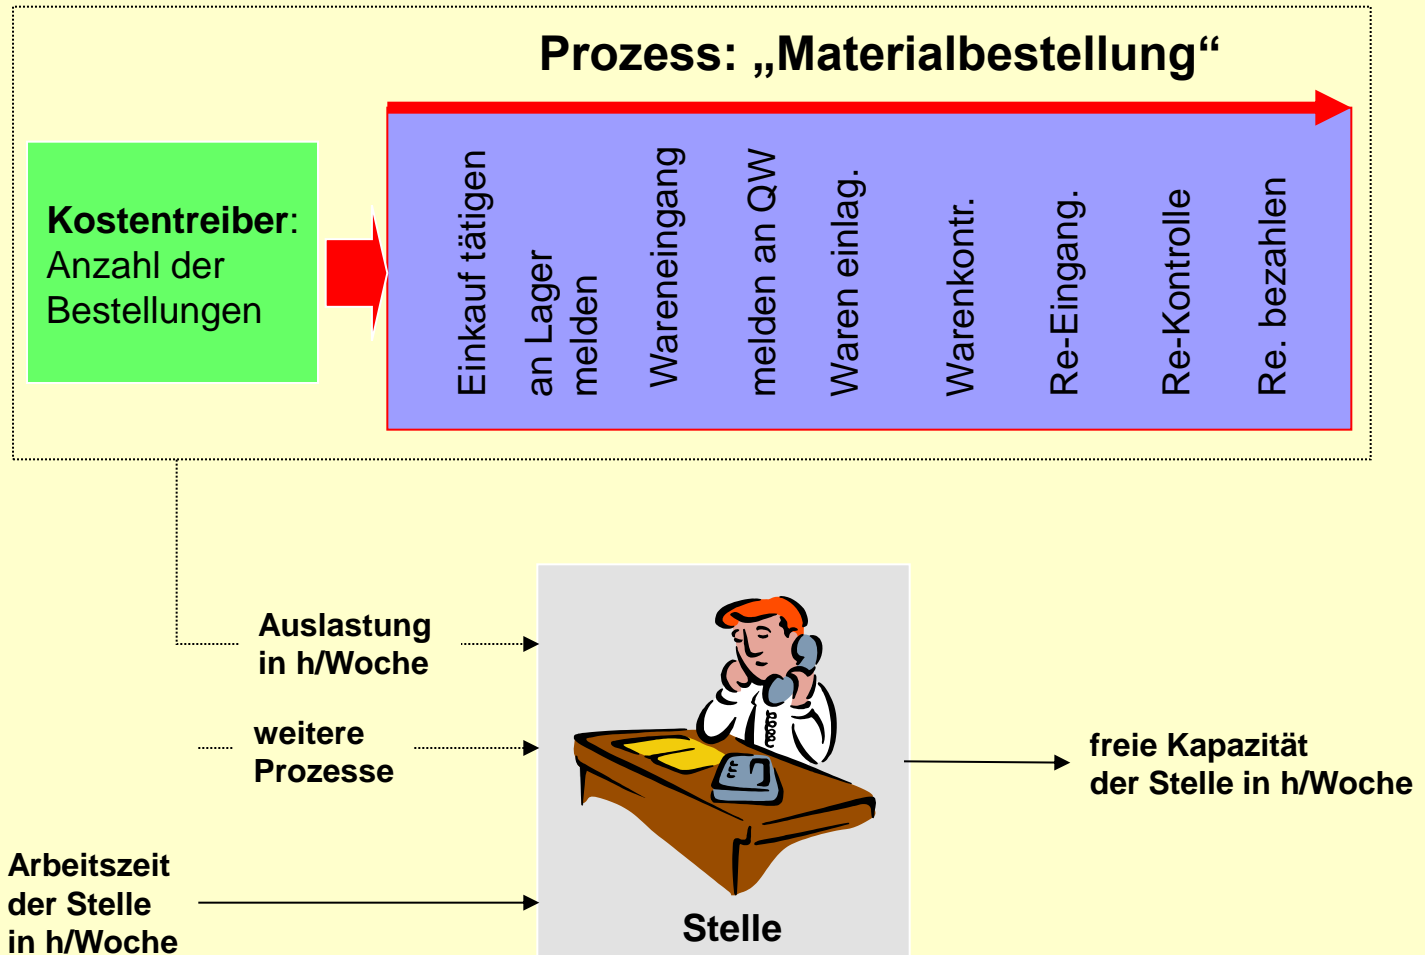 Prozess: „Materialbestellung“
Kostentreiber:
Anzahl der
Bestellungen
Einkauf tätigen
an Lager
melden
Wareneingang
melden an QW
Waren einlag.
Warenkontr.
Re-Eingang.
Re-Kontrolle
Re. bezahlen
Auslastung
in h/Woche
weitere
Prozesse
Arbeitszeit
der Stelle
in h/Woche
Stelle
freie Kapazität
der Stelle in h/Woche